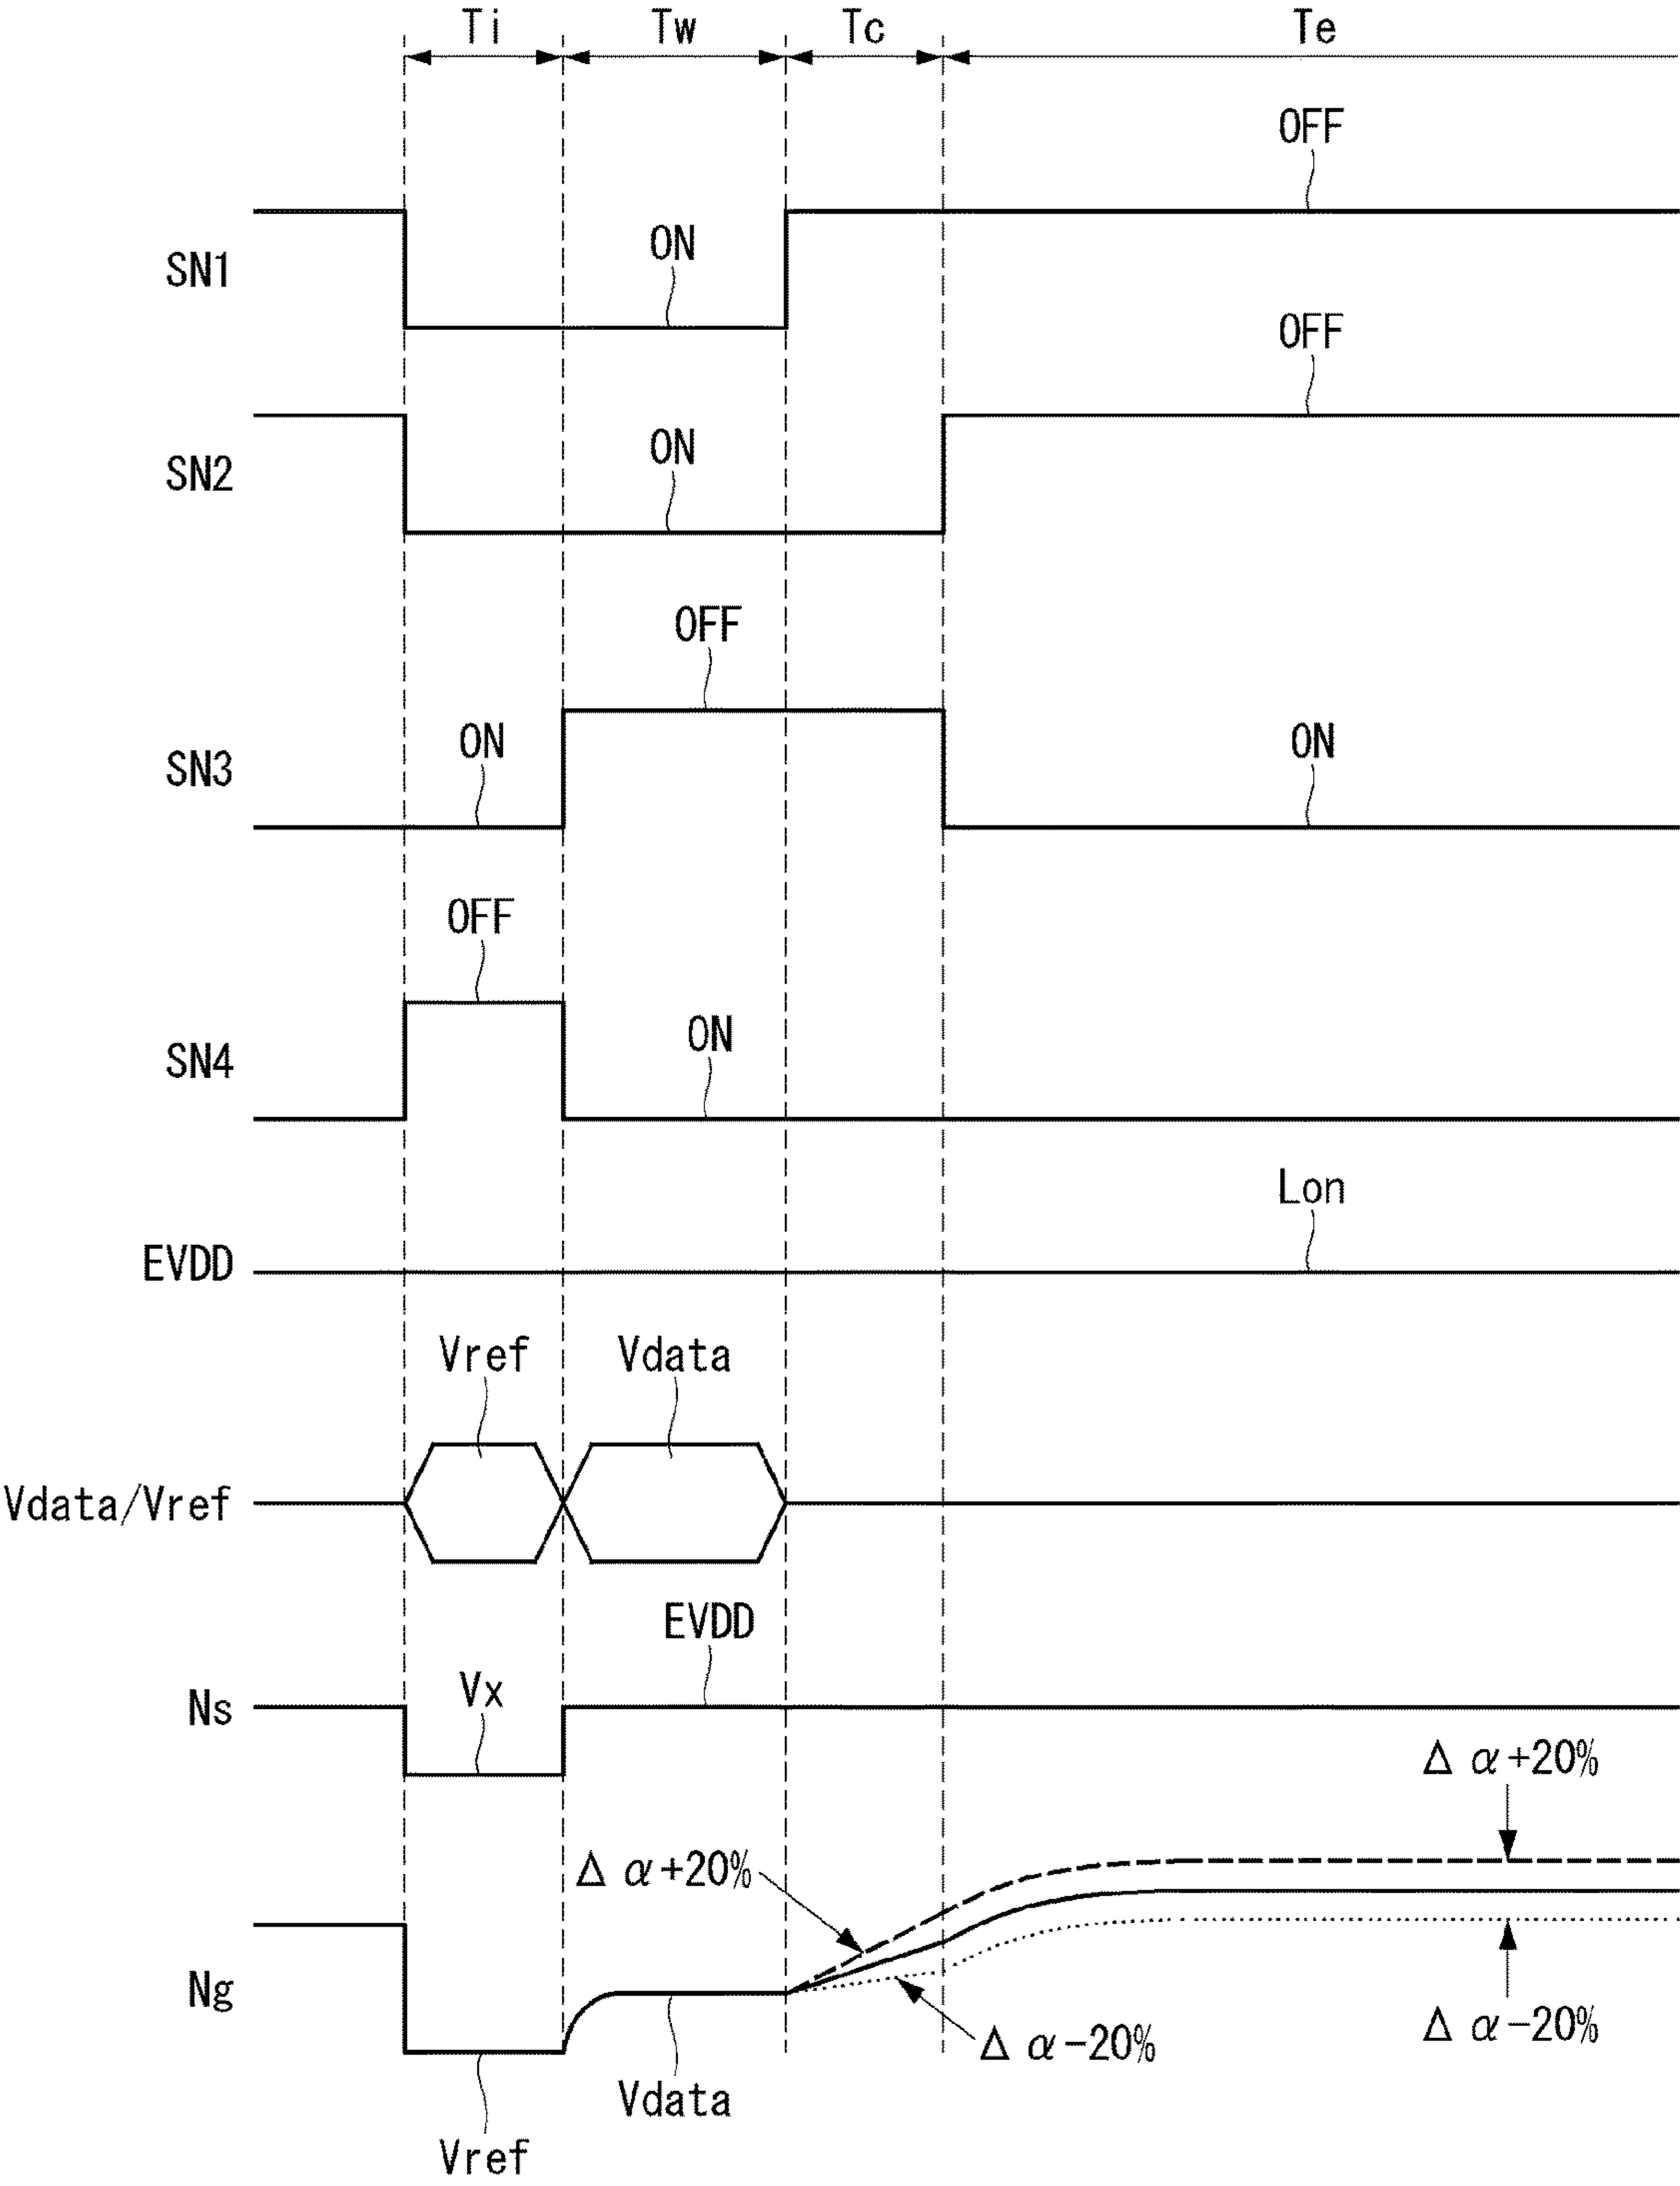 Ti Tw Tc Te
OFF
ON
SN1
OFF
ON
SN2
OFF
ON ON
SN3
OFF
ON
SN4
Lon
EVDD
Vref Vdata
Vdata/Vref
EVDD
Vx
Ns
Δ α+20%
Δ α+20%
Ng
Δ α−20%
Δ α−20%
Vdata
Vref